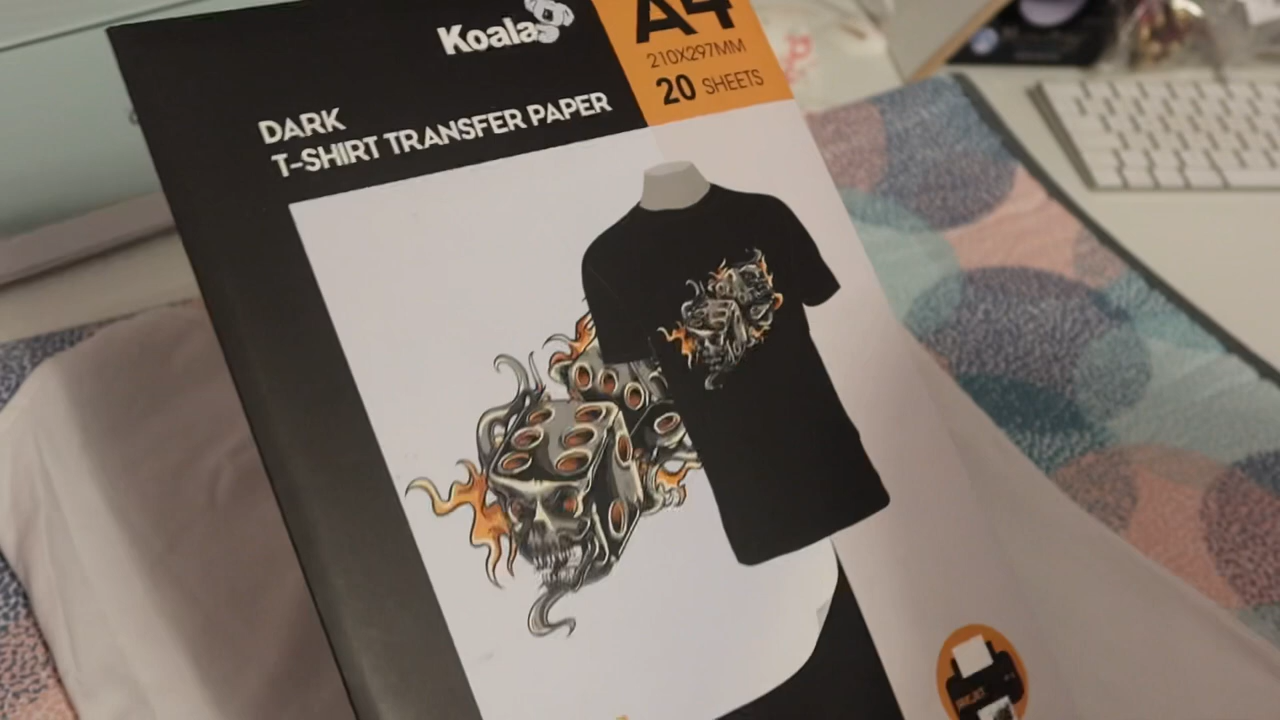 Koala
A4
210X297MM
20 SHEETS
DARK
T-SHIRT TRANSFER PAPER